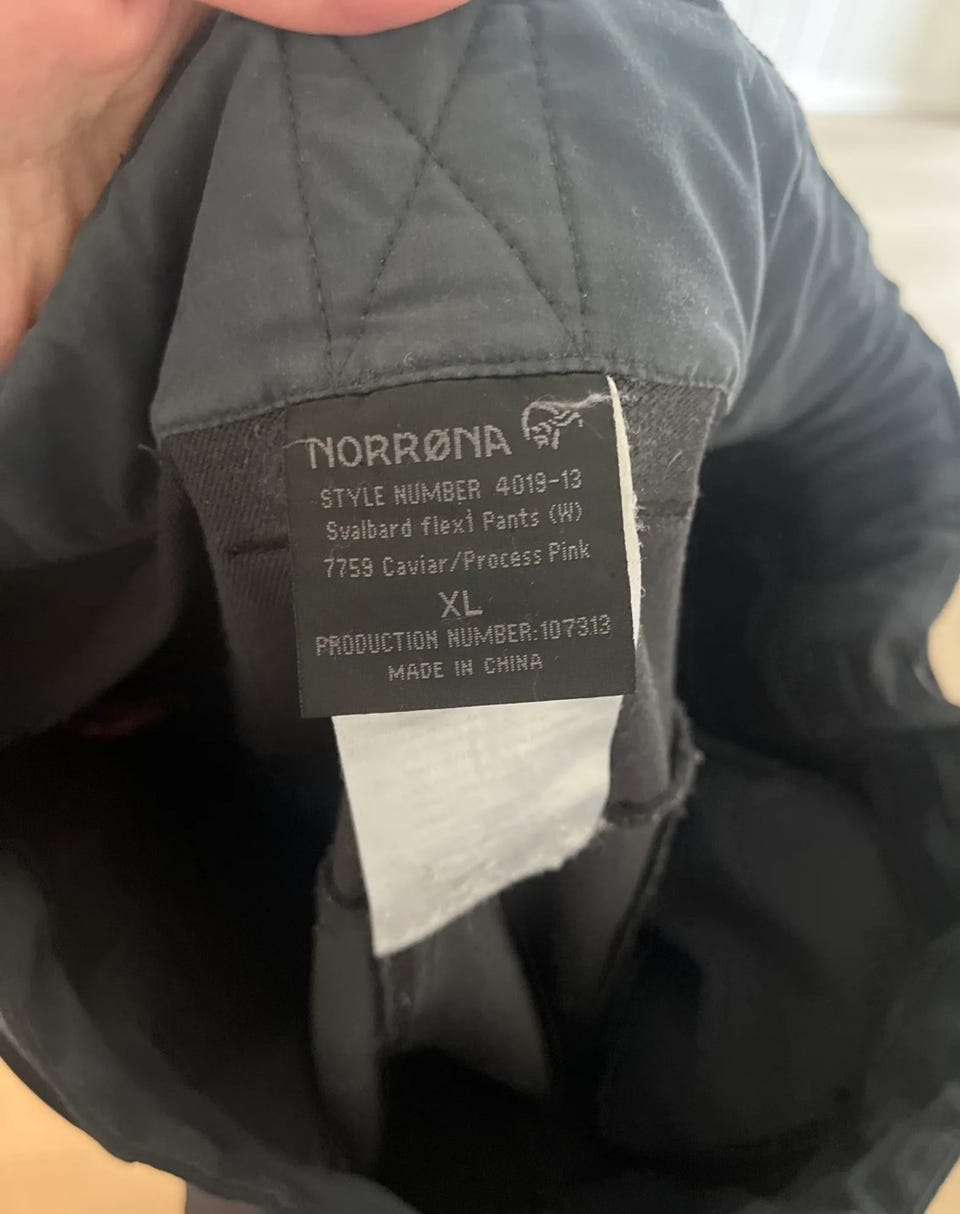 NORRØNA
STYLE NUMBER 4019-13
Svalbard flex1 Pants (W)
7759 Caviar/Process Pink
XL
PRODUCTION NUMBER:107313
MADE IN CHINA